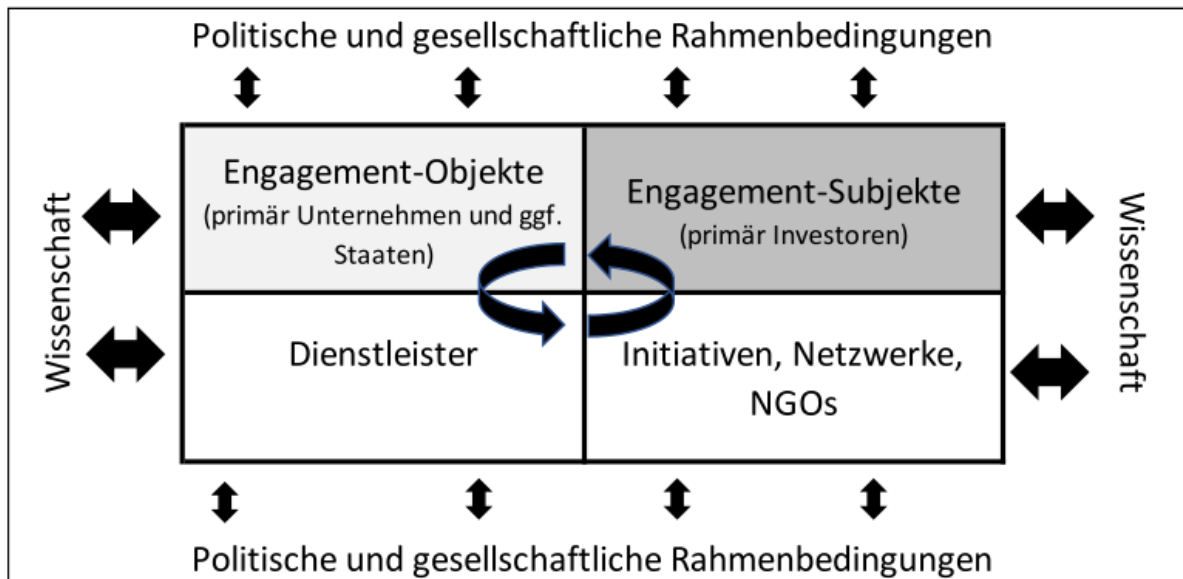 Politische und gesellschaftliche Rahmenbedingungen
Wissenschaft
Engagement-Objekte
(primär Unternehmen und ggf.
Staaten)
Engagement-Subjekte
(primär Investoren)
Wissenschaft
Dienstleister
Initiativen, Netzwerke,
NGOs
Politische und gesellschaftliche Rahmenbedingungen